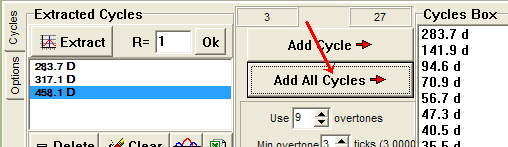 Cycles
Options
Extracted Cycles
Extract R= 1 Ok
283.7 D
317.1 D
458.1 D
Delete Clear
3 27
Add Cycle
Add All Cycles
Use 9 overtones
Min overtone 3 ticks (3.0000
Cycles Box
283.7 d
141.9 d
94.6 d
70.9 d
56.7 d
47.3 d
40.5 d
35.5 d